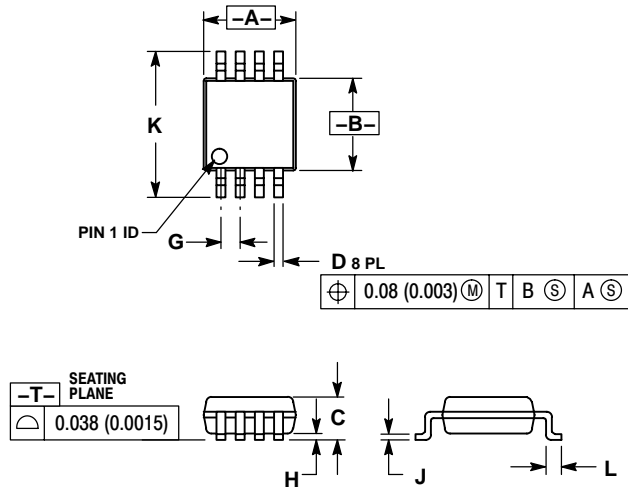 –A–
K
–B–
PIN 1 ID
G
D 8 PL
⌖ 0.08 (0.003) Ⓜ T B Ⓢ A Ⓢ
–T– SEATING
PLANE
⌓ 0.038 (0.0015)
C
H
J
L